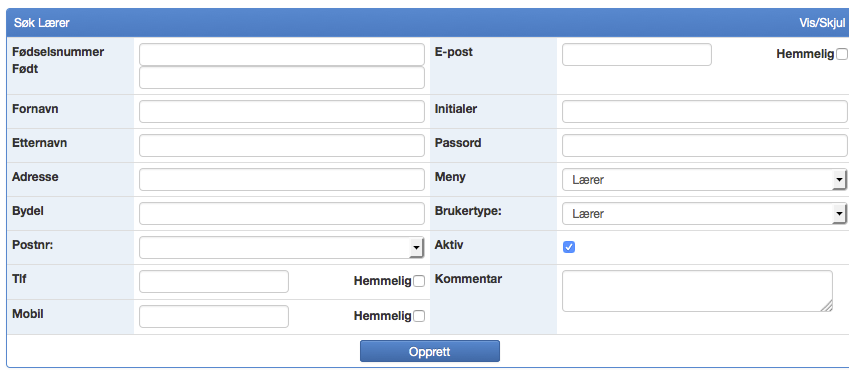 Søk Lærer Vis/Skjul
Fødselsnummer
Født
E-post Hemmelig
Fornavn Initialer
Etternavn Passord
Adresse Meny Lærer
Bydel Brukertype: Lærer
Postnr: Aktiv
Tlf Hemmelig Kommentar
Mobil Hemmelig
Opprett